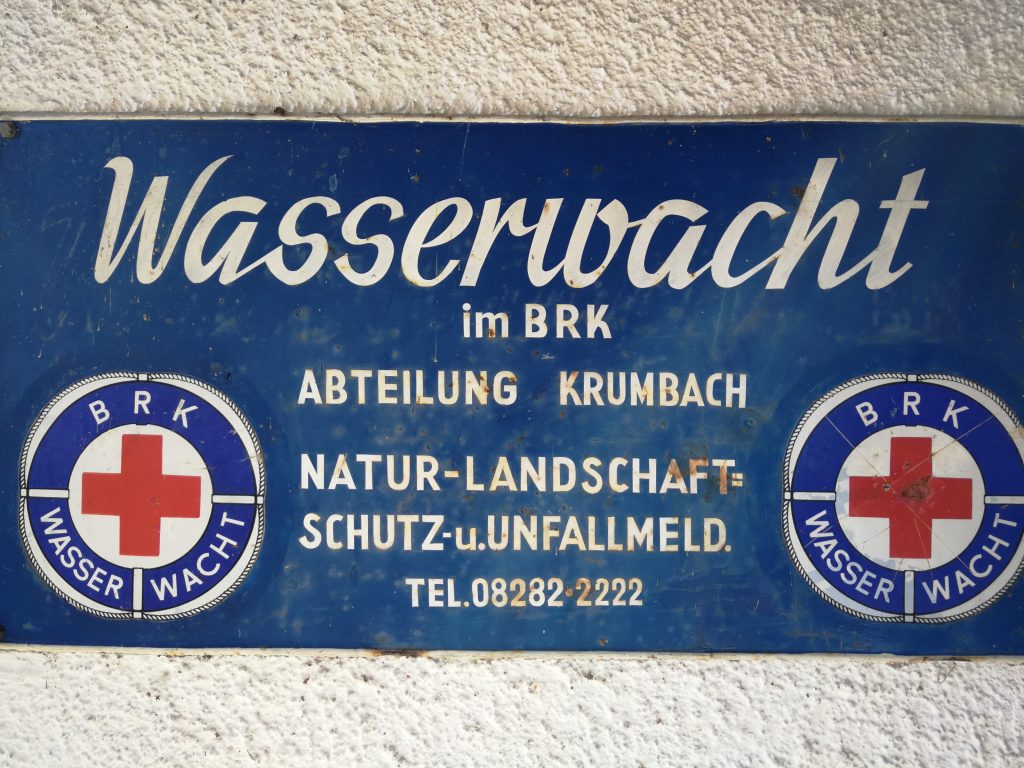 Wasserwacht
im BRK
ABTEILUNG KRUMBACH
NATUR-LANDSCHAFT=
SCHUTZ-u.UNFALLMELD.
TEL.08282-2222
BRK
WASSER WACHT
BRK
WASSER WACHT